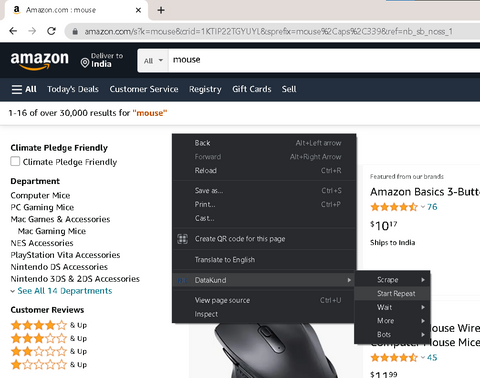 Amazon.com : mouse
amazon.com/s?k=mouse&crid=1KTIP22TGYUYL&sprefix=mouse%2Caps%2C339&ref=nb_sb_noss_1
amazon
Deliver to
India
All
mouse
All
Today's Deals
Customer Service
Registry
Gift Cards
Sell
1-16 of over 30,000 results for "mouse"
Climate Pledge Friendly
Climate Pledge Friendly
Department
Computer Mice
PC Gaming Mice
Mac Games & Accessories
Mac Gaming Mice
NES Accessories
PlayStation Vita Accessories
Nintendo DS Accessories
Nintendo 3DS & 2DS Accessories
See All 14 Departments
Customer Reviews
& Up
& Up
& Up
& Up
Back Alt+Left arrow
Forward Alt+Right Arrow
Reload Ctrl+R
Save as... Ctrl+S
Print... Ctrl+P
Cast...
Create QR code for this page
Translate to English
DataKund
View page source Ctrl+U
Inspect
Scrape
Start Repeat
Wait
More
Bots
Featured from our brands
Amazon Basics 3-Butt
76
$1017
Ships to India
ouse Wire
Computer Mouse Mice
45
$11.99